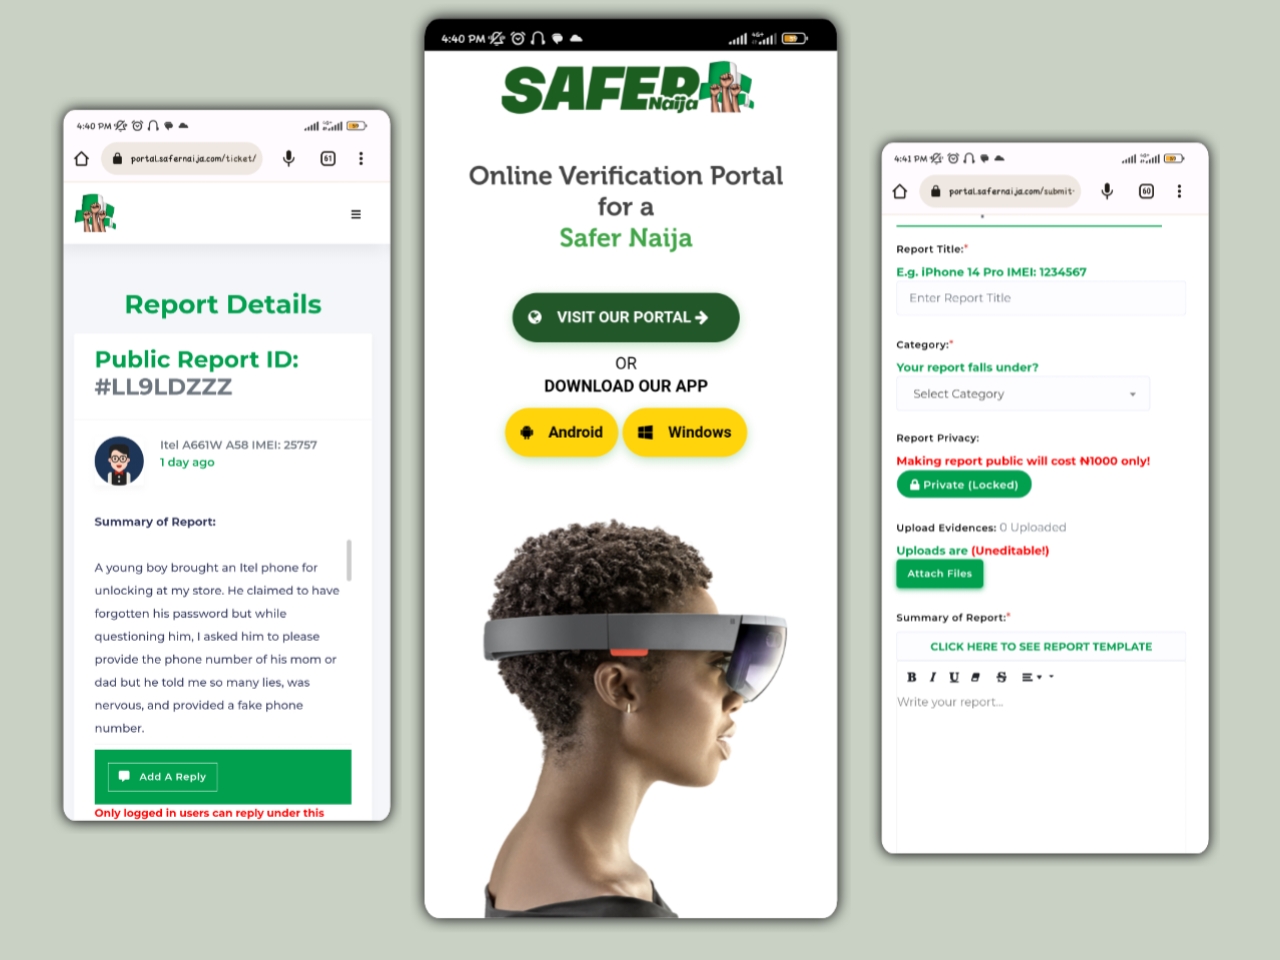 4:40 PM
portal.safernaija.com/ticket/
61
Report Details
Public Report ID:
#LL9LDZZZ
Itel A661W A58 IMEI: 25757
1 day ago
Summary of Report:
A young boy brought an Itel phone for
unlocking at my store. He claimed to have
forgotten his password but while
questioning him, I asked him to please
provide the phone number of his mom or
dad but he told me so many lies, was
nervous, and provided a fake phone
number.
Add A Reply
Only logged in users can reply under this
4:40 PM
4G+
SAFER
Naija
Online Verification Portal
for a
Safer Naija
VISIT OUR PORTAL
OR
DOWNLOAD OUR APP
Android
Windows
4:41 PM
portal.safernaija.com/submit-
60
Report Title:*
E.g. iPhone 14 Pro IMEI: 1234567
Enter Report Title
Category:*
Your report falls under?
Select Category
Report Privacy:
Making report public will cost ₦1000 only!
Private (Locked)
Upload Evidences: 0 Uploaded
Uploads are (Uneditable!)
Attach Files
Summary of Report:*
CLICK HERE TO SEE REPORT TEMPLATE
B I U S
Write your report...